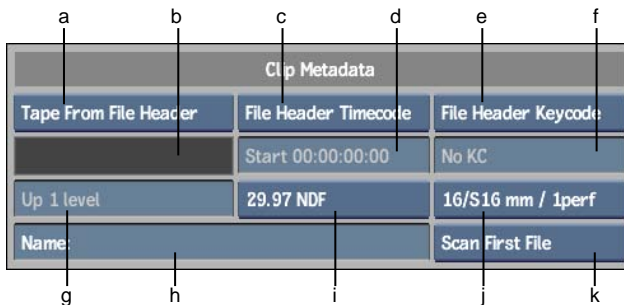 a b c d e f
Clip Metadata
Tape From File Header File Header Timecode File Header Keycode
Start 00:00:00:00 No KC
Up 1 level 29.97 NDF 16/S16 mm / 1perf
Name: Scan First File
g h i j k